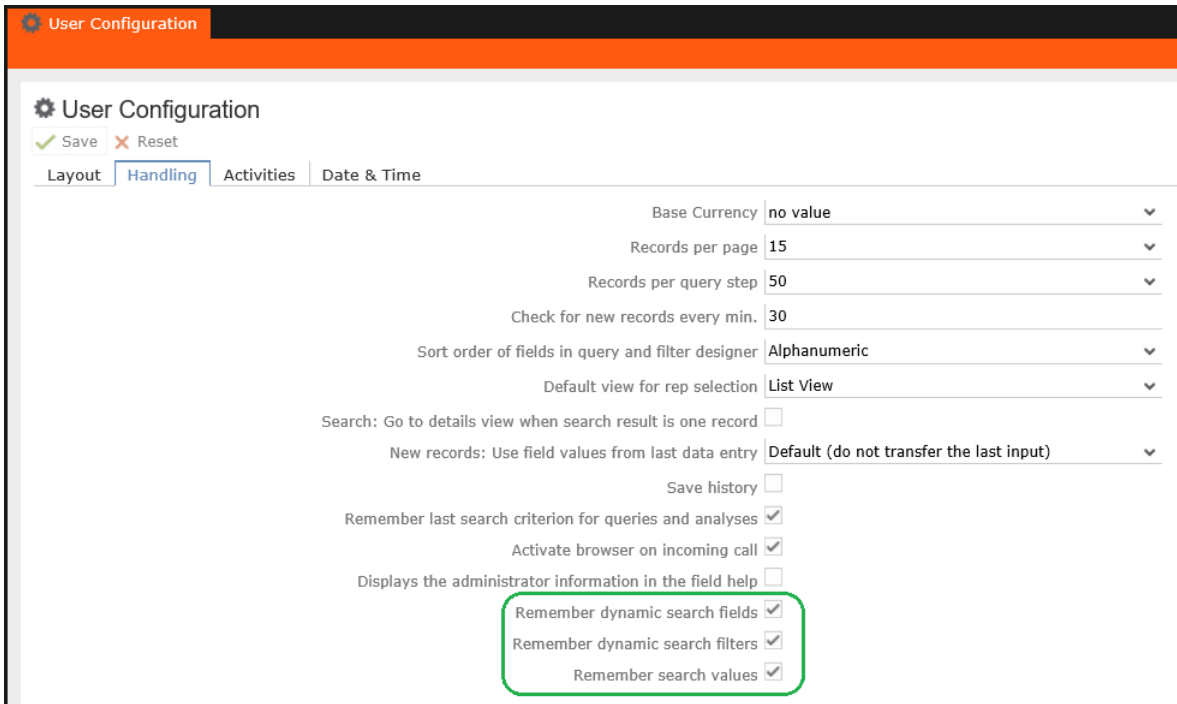 User Configuration
User Configuration
Save Reset
Layout Handling Activities Date & Time
Base Currency no value
Records per page 15
Records per query step 50
Check for new records every min. 30
Sort order of fields in query and filter designer Alphanumeric
Default view for rep selection List View
Search: Go to details view when search result is one record
New records: Use field values from last data entry Default (do not transfer the last input)
Save history
Remember last search criterion for queries and analyses
Activate browser on incoming call
Displays the administrator information in the field help
Remember dynamic search fields
Remember dynamic search filters
Remember search values